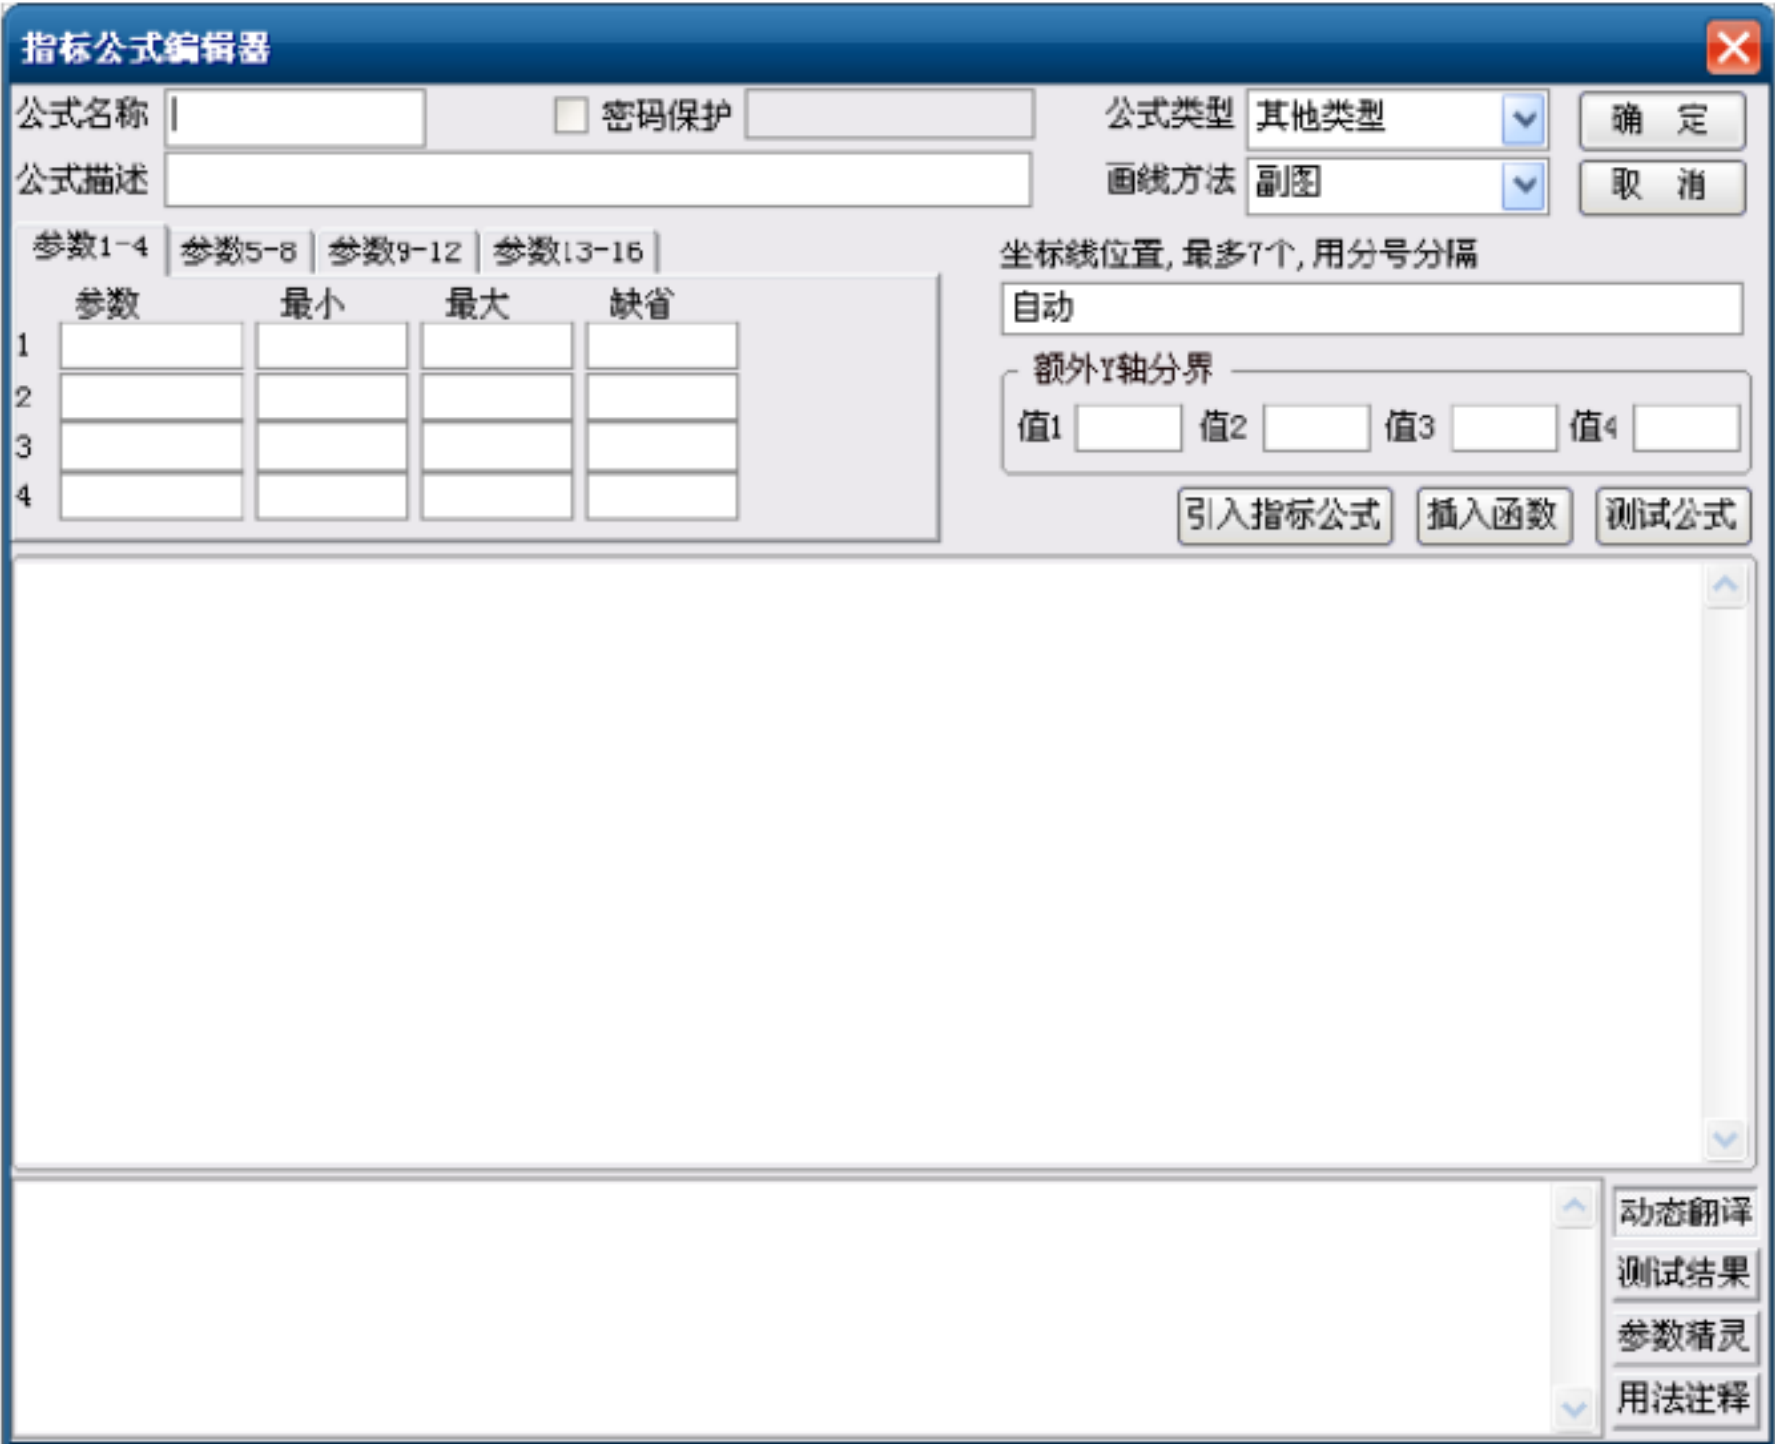 指标公式编辑器
公式名称 密码保护 公式类型 其他类型 确 定
公式描述 画线方法 副图 取 消
参数1-4 参数5-8 参数9-12 参数13-16
坐标线位置,最多7个,用分号分隔
参数 最小 最大 缺省
自动
1
额外Y轴分界
2
值1 值2 值3 值4
3
4
引入指标公式 插入函数 测试公式
动态翻译
测试结果
参数精灵
用法注释